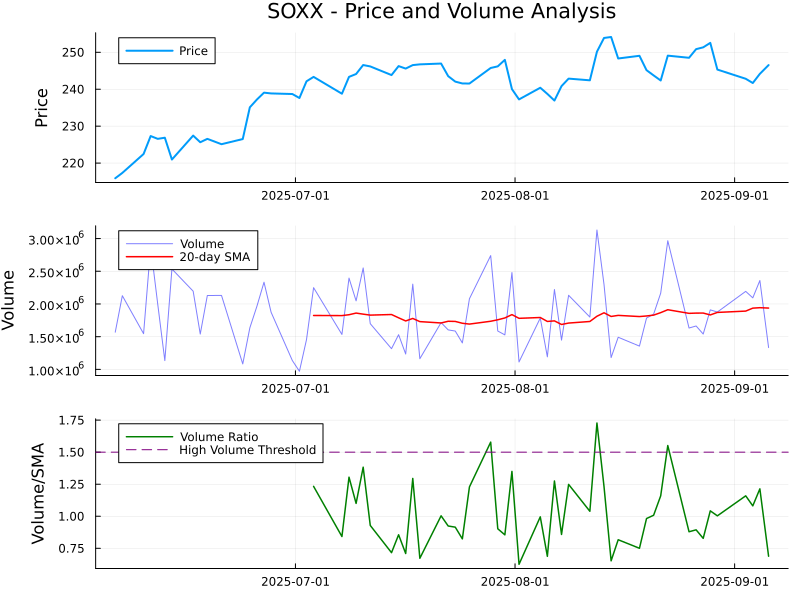 SOXX - Price and Volume Analysis
Price
250
240
230
220
Price
2025-07-01
2025-08-01
2025-09-01
Volume
20-day SMA
3.00×10⁶
2.50×10⁶
2.00×10⁶
1.50×10⁶
1.00×10⁶
Volume
2025-07-01
2025-08-01
2025-09-01
Volume Ratio
High Volume Threshold
1.75
1.50
1.25
1.00
0.75
Volume/SMA
2025-07-01
2025-08-01
2025-09-01